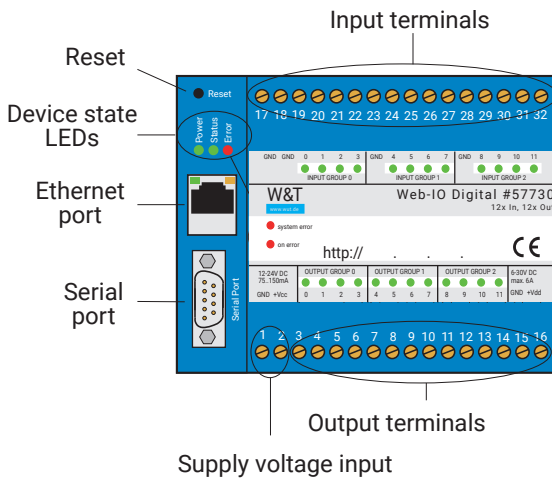 Input terminals
Reset
Reset
Device state
LEDs
Power
Status
Error
17 18 19 20 21 22 23 24 25 26 27 28 29 30 31 32
GND GND 0 1 2 3 GND 4 5 6 7 GND 8 9 10 11
INPUT GROUP 0 INPUT GROUP 1 INPUT GROUP 2
Ethernet
port
W&T
www.wut.de
Web-IO Digital #57730
12x In, 12x Out
system error
on error
http:// . . .
CE
Serial
port
Serial Port
12-24V DC
75..150mA
GND +Vcc
OUTPUT GROUP 0 OUTPUT GROUP 1 OUTPUT GROUP 2
0 1 2 3 4 5 6 7 8 9 10 11
6-30V DC
max. 6A
GND +Vdd
1 2 3 4 5 6 7 8 9 10 11 12 13 14 15 16
Output terminals
Supply voltage input